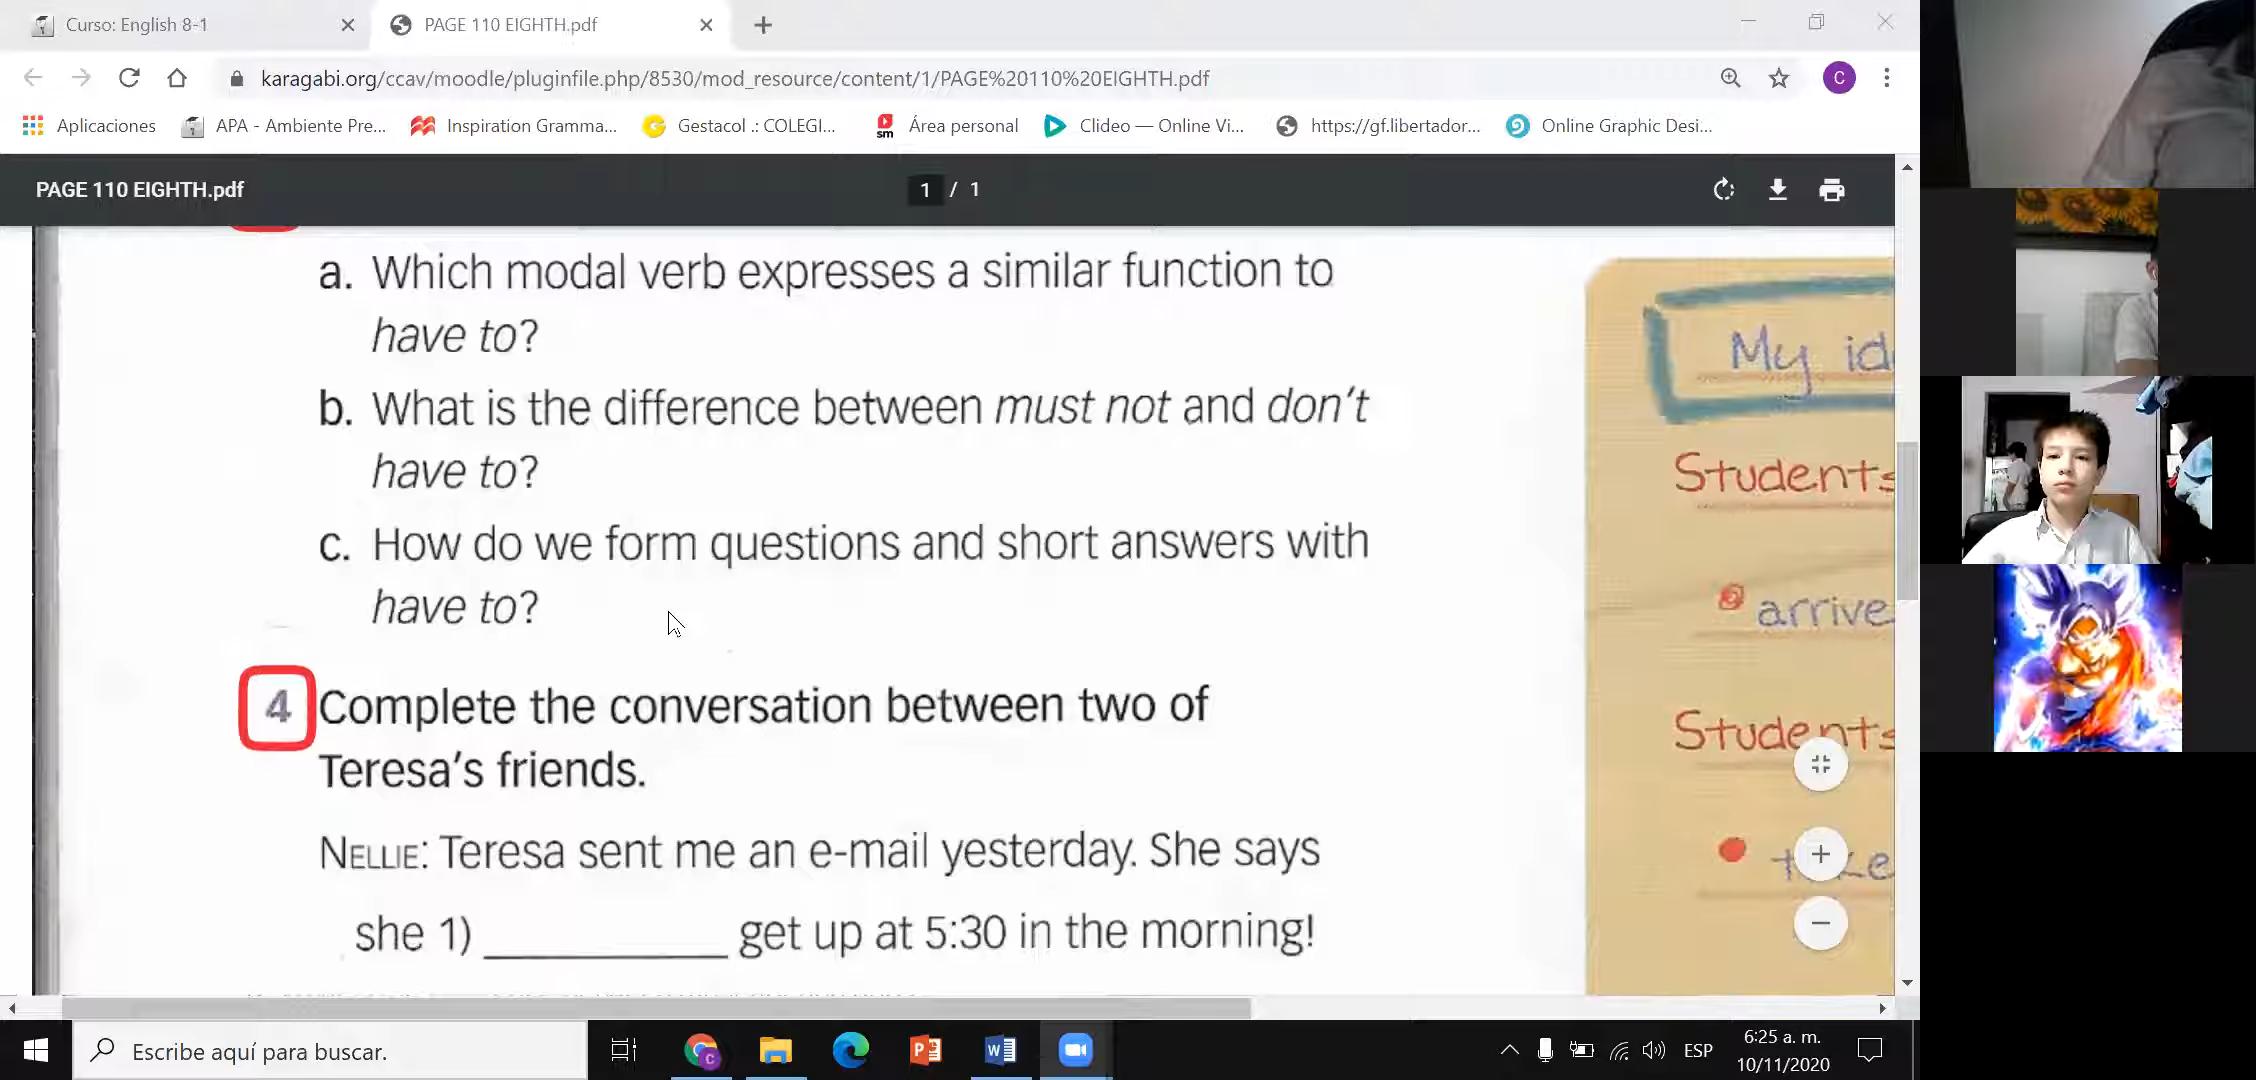 Curso: English 8-1
PAGE 110 EIGHTH.pdf
karagabi.org/ccav/moodle/pluginfile.php/8530/mod_resource/content/1/PAGE%20110%20EIGHTH.pdf
C
Aplicaciones
APA - Ambiente Pre...
Inspiration Gramma...
Gestacol .: COLEGI...
sm
Área personal
Clideo — Online Vi...
https://gf.libertador...
Online Graphic Desi...
PAGE 110 EIGHTH.pdf
1 / 1
a. Which modal verb expresses a similar function to
have to?
b. What is the difference between must not and don't
have to?
c. How do we form questions and short answers with
have to?
4 Complete the conversation between two of
Teresa's friends.
NELLIE: Teresa sent me an e-mail yesterday. She says
she 1) __________ get up at 5:30 in the morning!
My id
Students
arrive
Students
Escribe aquí para buscar.
ESP
6:25 a. m.
10/11/2020